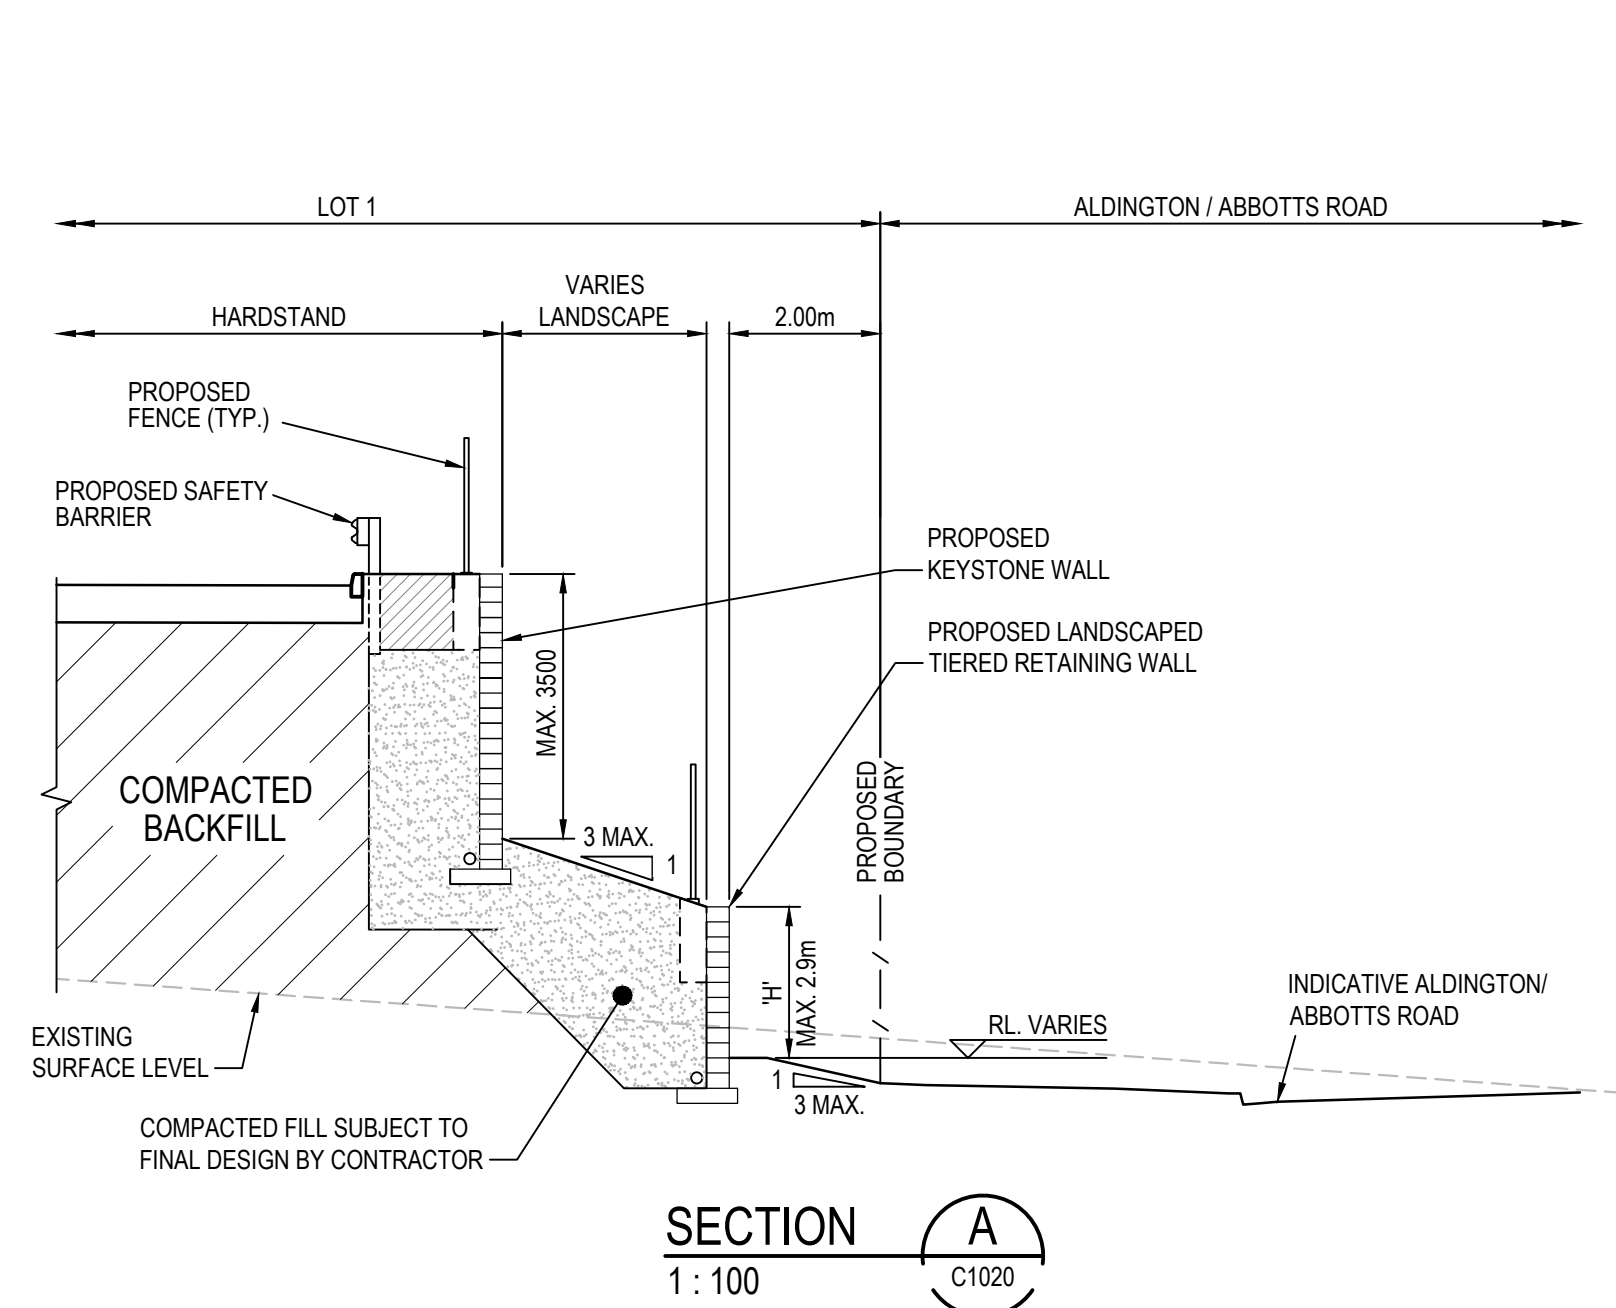 LOT 1
ALDINGTON / ABBOTTS ROAD
HARDSTAND
VARIES
LANDSCAPE
2.00m
PROPOSED
FENCE (TYP.)
PROPOSED SAFETY
BARRIER
PROPOSED
KEYSTONE WALL
PROPOSED LANDSCAPED
TIERED RETAINING WALL
MAX. 3500
COMPACTED
BACKFILL
3 MAX.
1
PROPOSED
BOUNDARY
'H'
MAX. 2.9m
RL. VARIES
INDICATIVE ALDINGTON/
ABBOTTS ROAD
EXISTING
SURFACE LEVEL
1
3 MAX.
COMPACTED FILL SUBJECT TO
FINAL DESIGN BY CONTRACTOR
SECTION
A
1 : 100
C1020